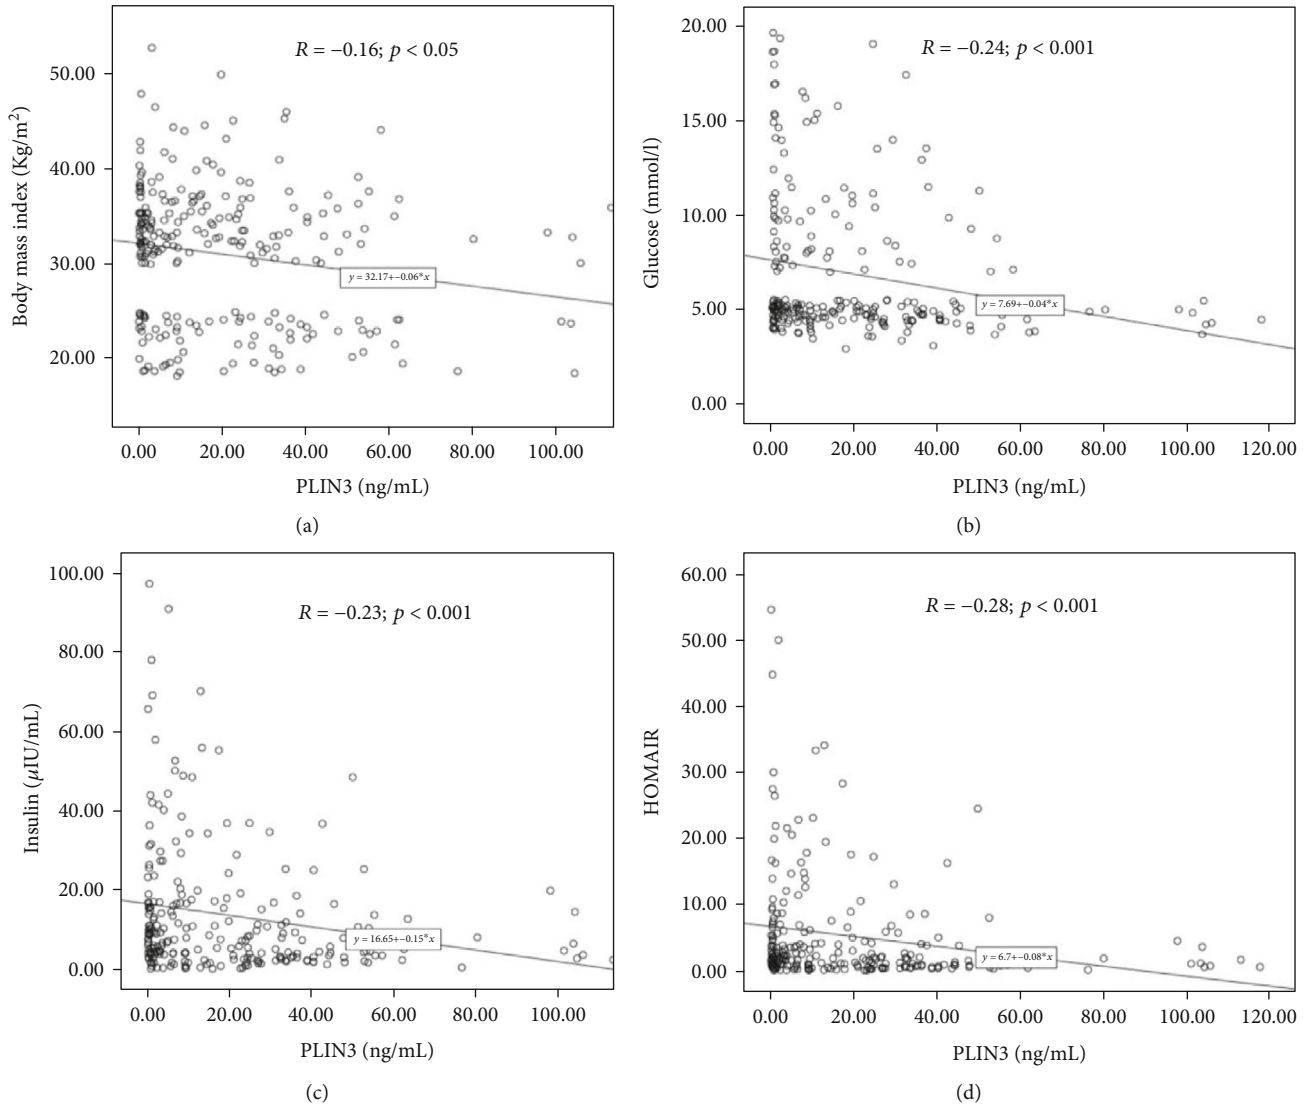 R = −0.16; p < 0.05
50.00
40.00
30.00
20.00
Body mass index (Kg/m²)
y = 32.17+−0.06*x
0.00 20.00 40.00 60.00 80.00 100.00
PLIN3 (ng/mL)
(a)
R = −0.24; p < 0.001
20.00
15.00
10.00
5.00
0.00
Glucose (mmol/l)
y = 7.69+−0.04*x
0.00 20.00 40.00 60.00 80.00 100.00 120.00
PLIN3 (ng/mL)
(b)
R = −0.23; p < 0.001
100.00
80.00
60.00
40.00
20.00
0.00
Insulin (μIU/mL)
y = 16.65+−0.15*x
0.00 20.00 40.00 60.00 80.00 100.00
PLIN3 (ng/mL)
(c)
R = −0.28; p < 0.001
60.00
50.00
40.00
30.00
20.00
10.00
0.00
HOMAIR
y = 6.7+−0.08*x
0.00 20.00 40.00 60.00 80.00 100.00 120.00
PLIN3 (ng/mL)
(d)